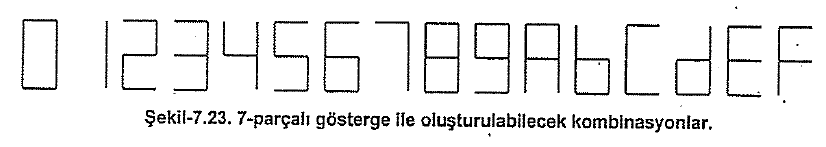 0 1 2 3 4 5 6 7 8 9 A b C d E F
Şekil-7.23. 7-parçalı gösterge ile oluşturulabilecek kombinasyonlar.